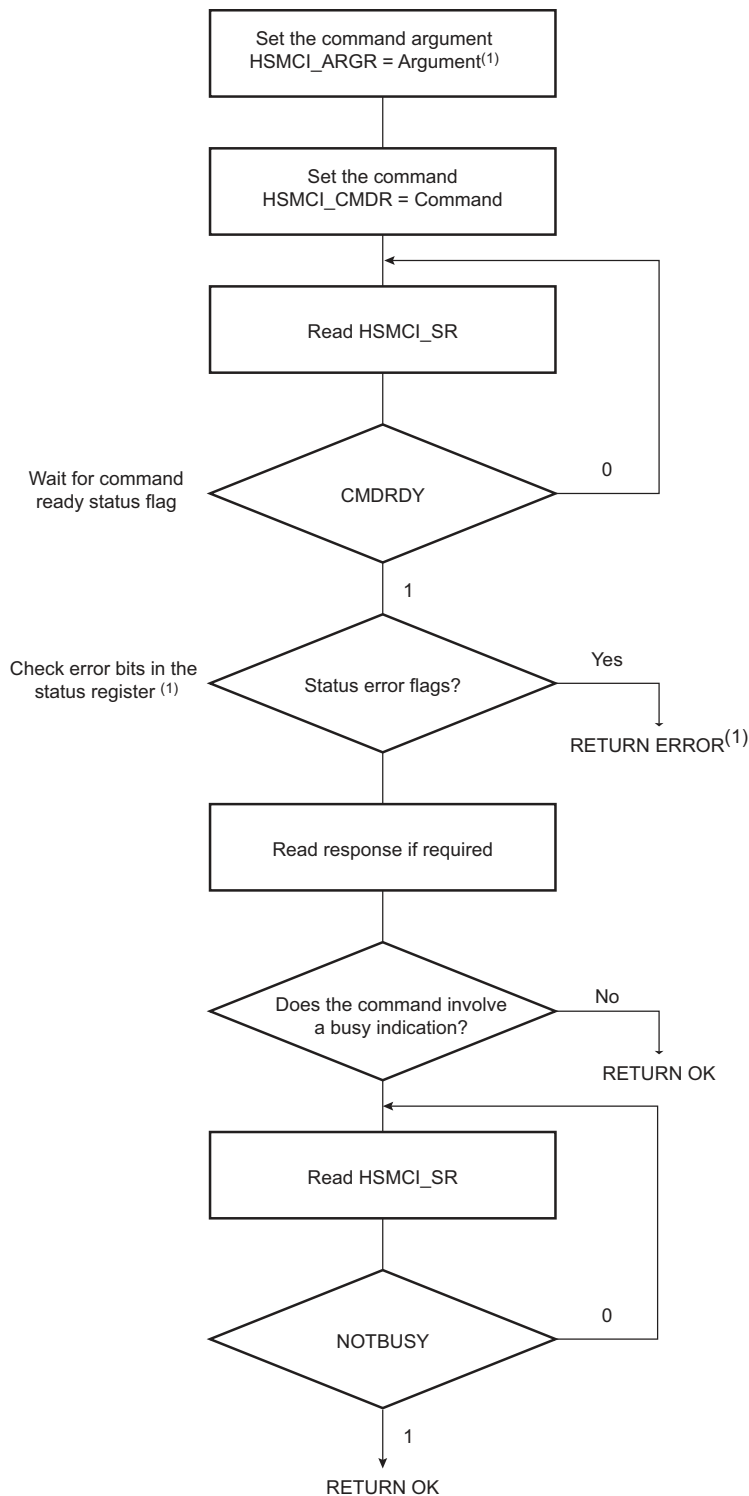 Set the command argument
HSMCI_ARGR = Argument(1)
Set the command
HSMCI_CMDR = Command
Read HSMCI_SR
Wait for command
ready status flag
CMDRDY
0
1
Check error bits in the
status register (1)
Status error flags?
Yes
RETURN ERROR(1)
Read response if required
Does the command involve
a busy indication?
No
RETURN OK
Read HSMCI_SR
NOTBUSY
0
1
RETURN OK